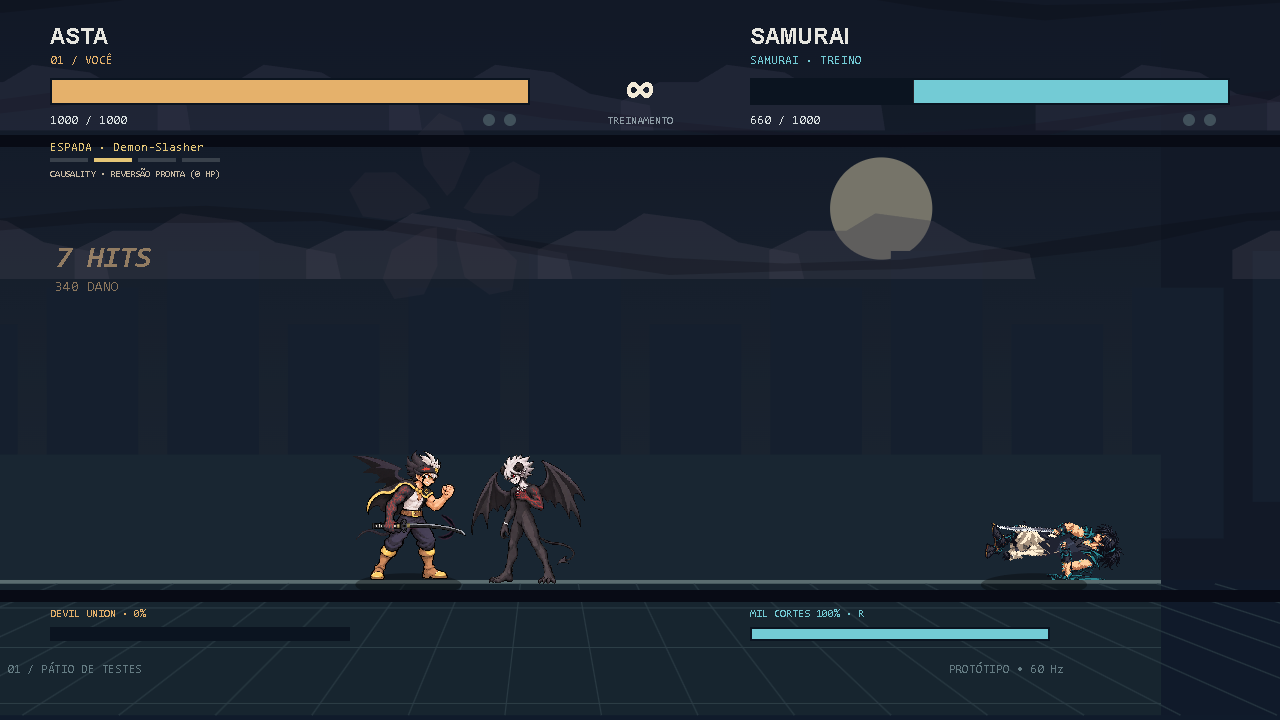 ASTA
01 / VOCÊ
1000 / 1000
SAMURAI
SAMURAI · TREINO
660 / 1000
∞
TREINAMENTO
ESPADA · Demon-Slasher
CAUSALITY · REVERSÃO PRONTA (0 HP)
7 HITS
340 DANO
DEVIL UNION · 0%
MIL CORTES 100% · R
01 / PÁTIO DE TESTES
PROTÓTIPO • 60 Hz